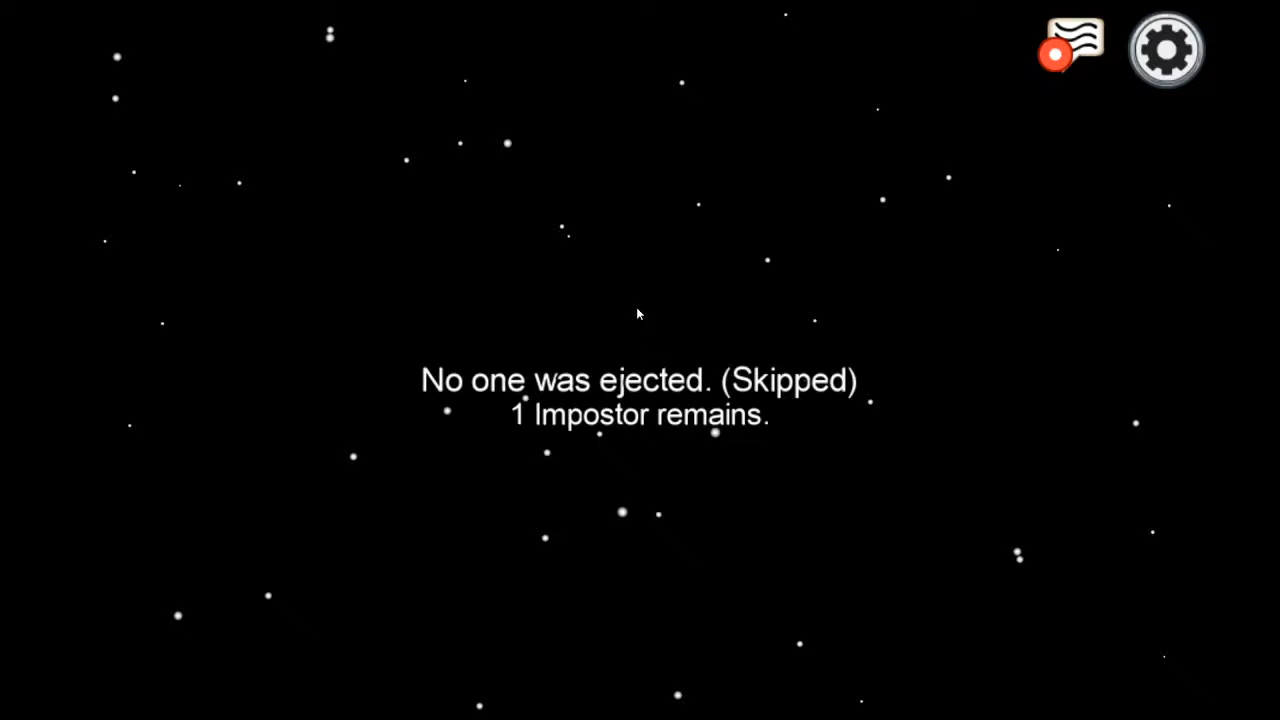 No one was ejected. (Skipped)
1 Impostor remains.